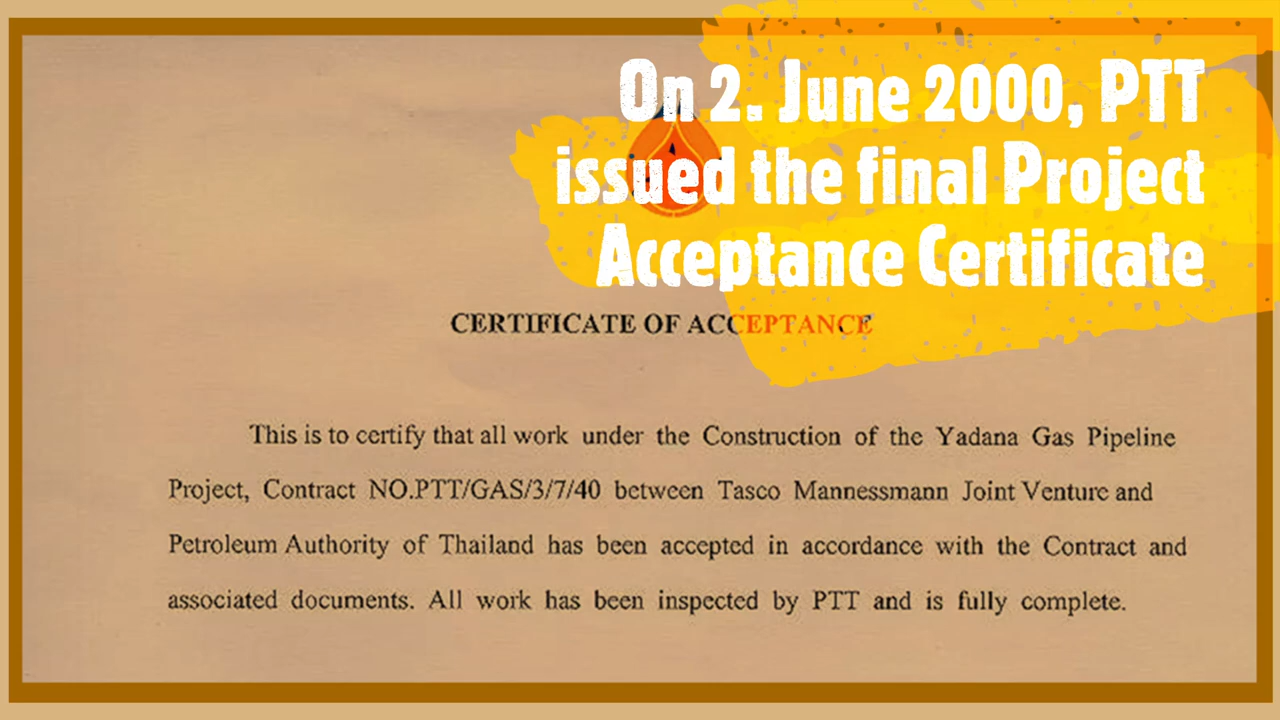 On 2. June 2000, PTT
issued the final Project
Acceptance Certificate
CERTIFICATE OF ACCEPTANCE
This is to certify that all work under the Construction of the Yadana Gas Pipeline
Project, Contract NO.PTT/GAS/3/7/40 between Tasco Mannessmann Joint Venture and
Petroleum Authority of Thailand has been accepted in accordance with the Contract and
associated documents. All work has been inspected by PTT and is fully complete.